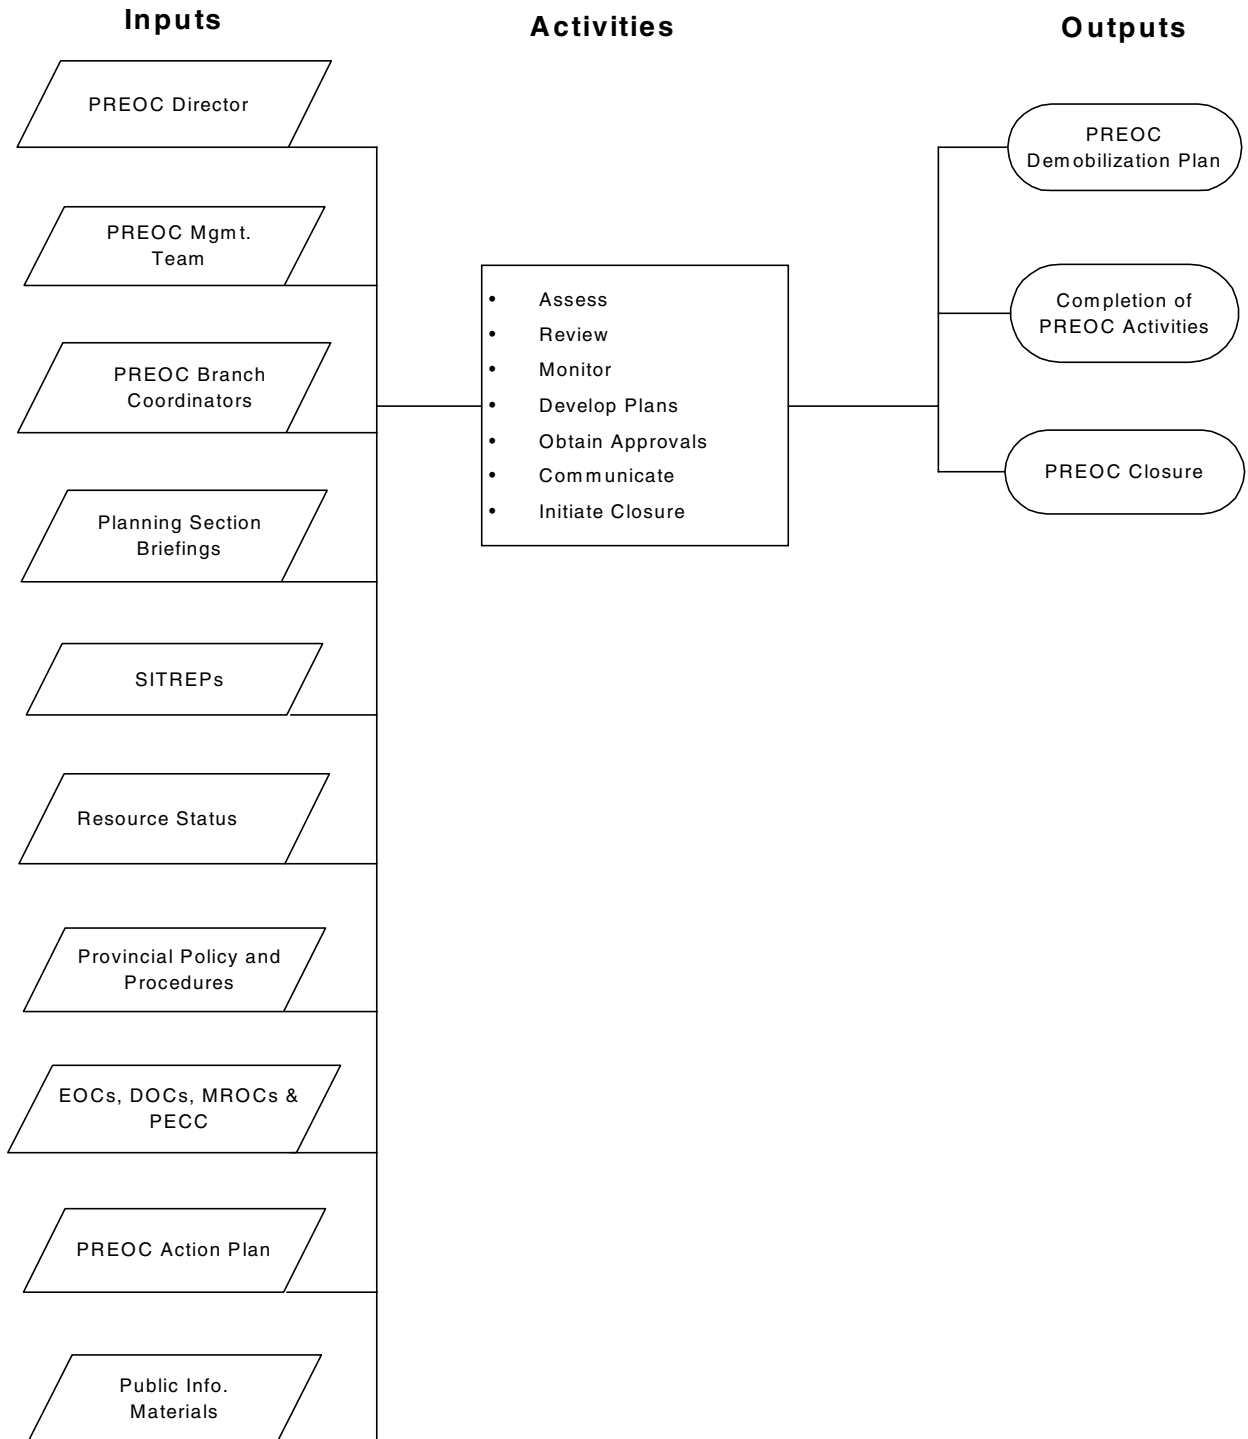 Inputs
Activities
Outputs
PREOC Director
PREOC Mgmt.
Team
PREOC Branch
Coordinators
Planning Section
Briefings
SITREPs
Resource Status
Provincial Policy and
Procedures
EOCs, DOCs, MROCs &
PECC
PREOC Action Plan
Public Info.
Materials
• Assess
• Review
• Monitor
• Develop Plans
• Obtain Approvals
• Communicate
• Initiate Closure
PREOC
Demobilization Plan
Completion of
PREOC Activities
PREOC Closure